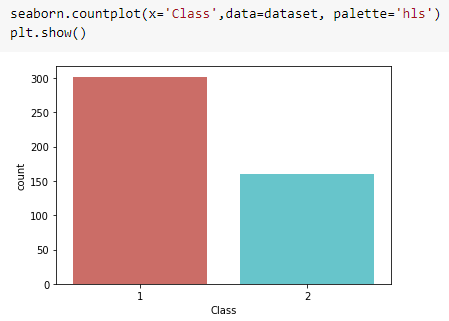 seaborn.countplot(x='Class',data=dataset, palette='hls')
plt.show()
300
250
200
150
100
50
0
count
1 2
Class